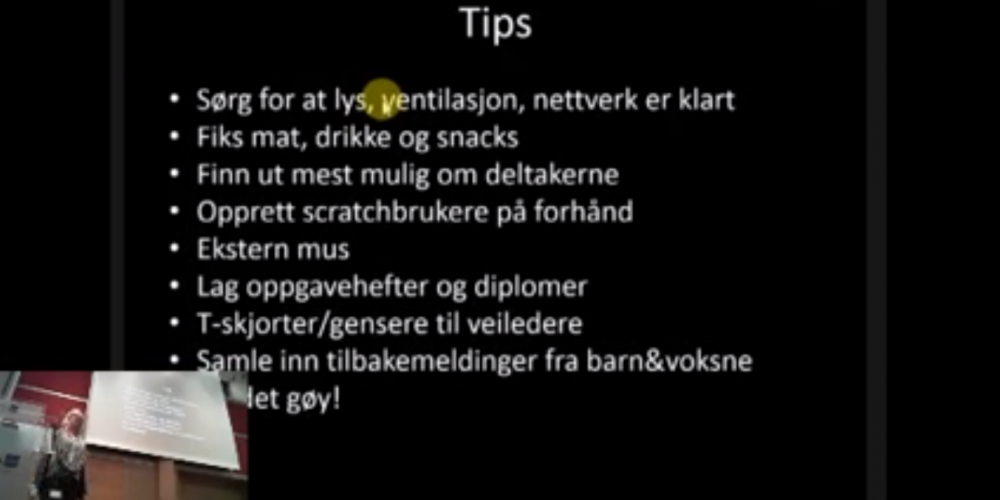 Tips
• Sørg for at lys, ventilasjon, nettverk er klart
• Fiks mat, drikke og snacks
• Finn ut mest mulig om deltakerne
• Opprett scratchbrukere på forhånd
• Ekstern mus
• Lag oppgavehefter og diplomer
• T-skjorter/gensere til veiledere
• Samle inn tilbakemeldinger fra barn&voksne
det gøy!